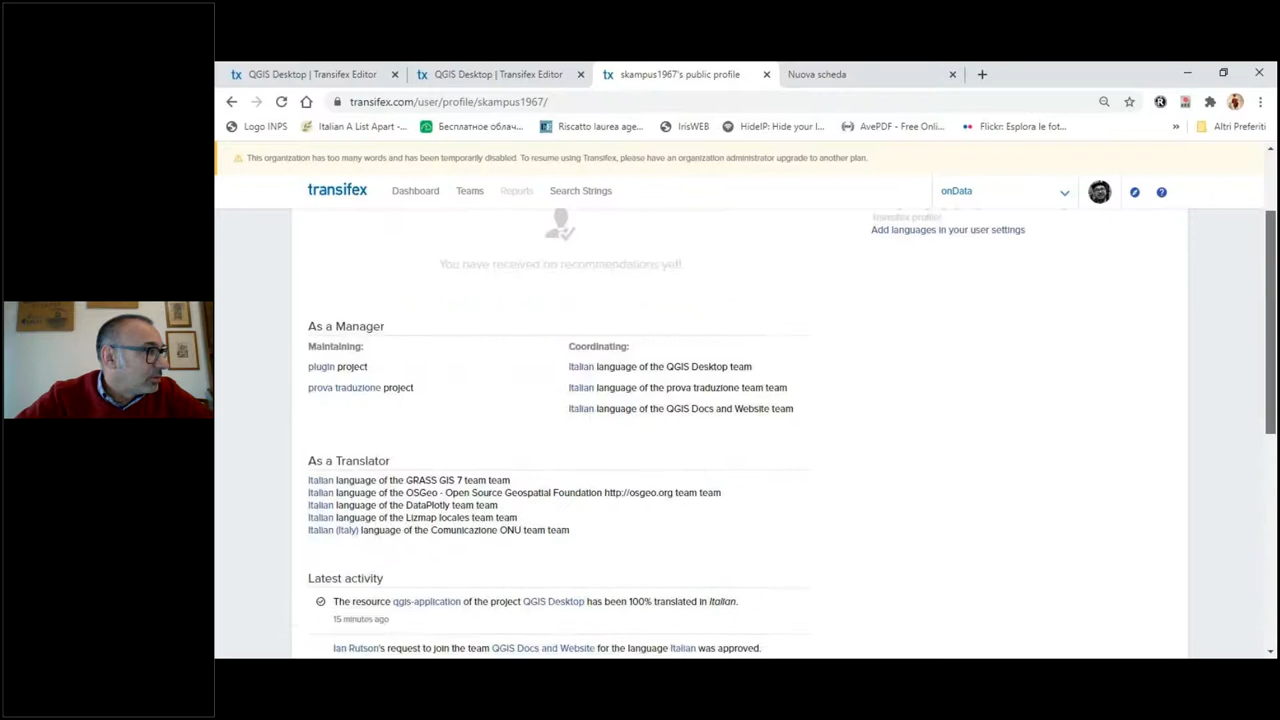 QGIS Desktop | Transifex Editor
QGIS Desktop | Transifex Editor
skampus1967's public profile
Nuova scheda
transifex.com/user/profile/skampus1967/
Logo INPS
Italian A List Apart -...
Бесплатное облач...
Riscatto laurea age...
IrisWEB
HideIP: Hide your I...
AvePDF - Free Onli...
Flickr: Esplora le fot...
»
Altri Preferiti
This organization has too many words and has been temporarily disabled. To resume using Transifex, please have an organization administrator upgrade to another plan.
transifex
Dashboard
Teams
Reports
Search Strings
onData
transifex profile!
Add languages in your user settings
You have received on recommendations yet!
As a Manager
Maintaining:
plugin project
prova traduzione project
Coordinating:
Italian language of the QGIS Desktop team
Italian language of the prova traduzione team team
Italian language of the QGIS Docs and Website team
As a Translator
Italian language of the GRASS GIS 7 team team
Italian language of the OSGeo - Open Source Geospatial Foundation http://osgeo.org team team
Italian language of the DataPlotly team team
Italian language of the Lizmap locales team team
Italian (Italy) language of the Comunicazione ONU team team
Latest activity
The resource qgis-application of the project QGIS Desktop has been 100% translated in Italian.
15 minutes ago
Ian Rutson's request to join the team QGIS Docs and Website for the language Italian was approved.